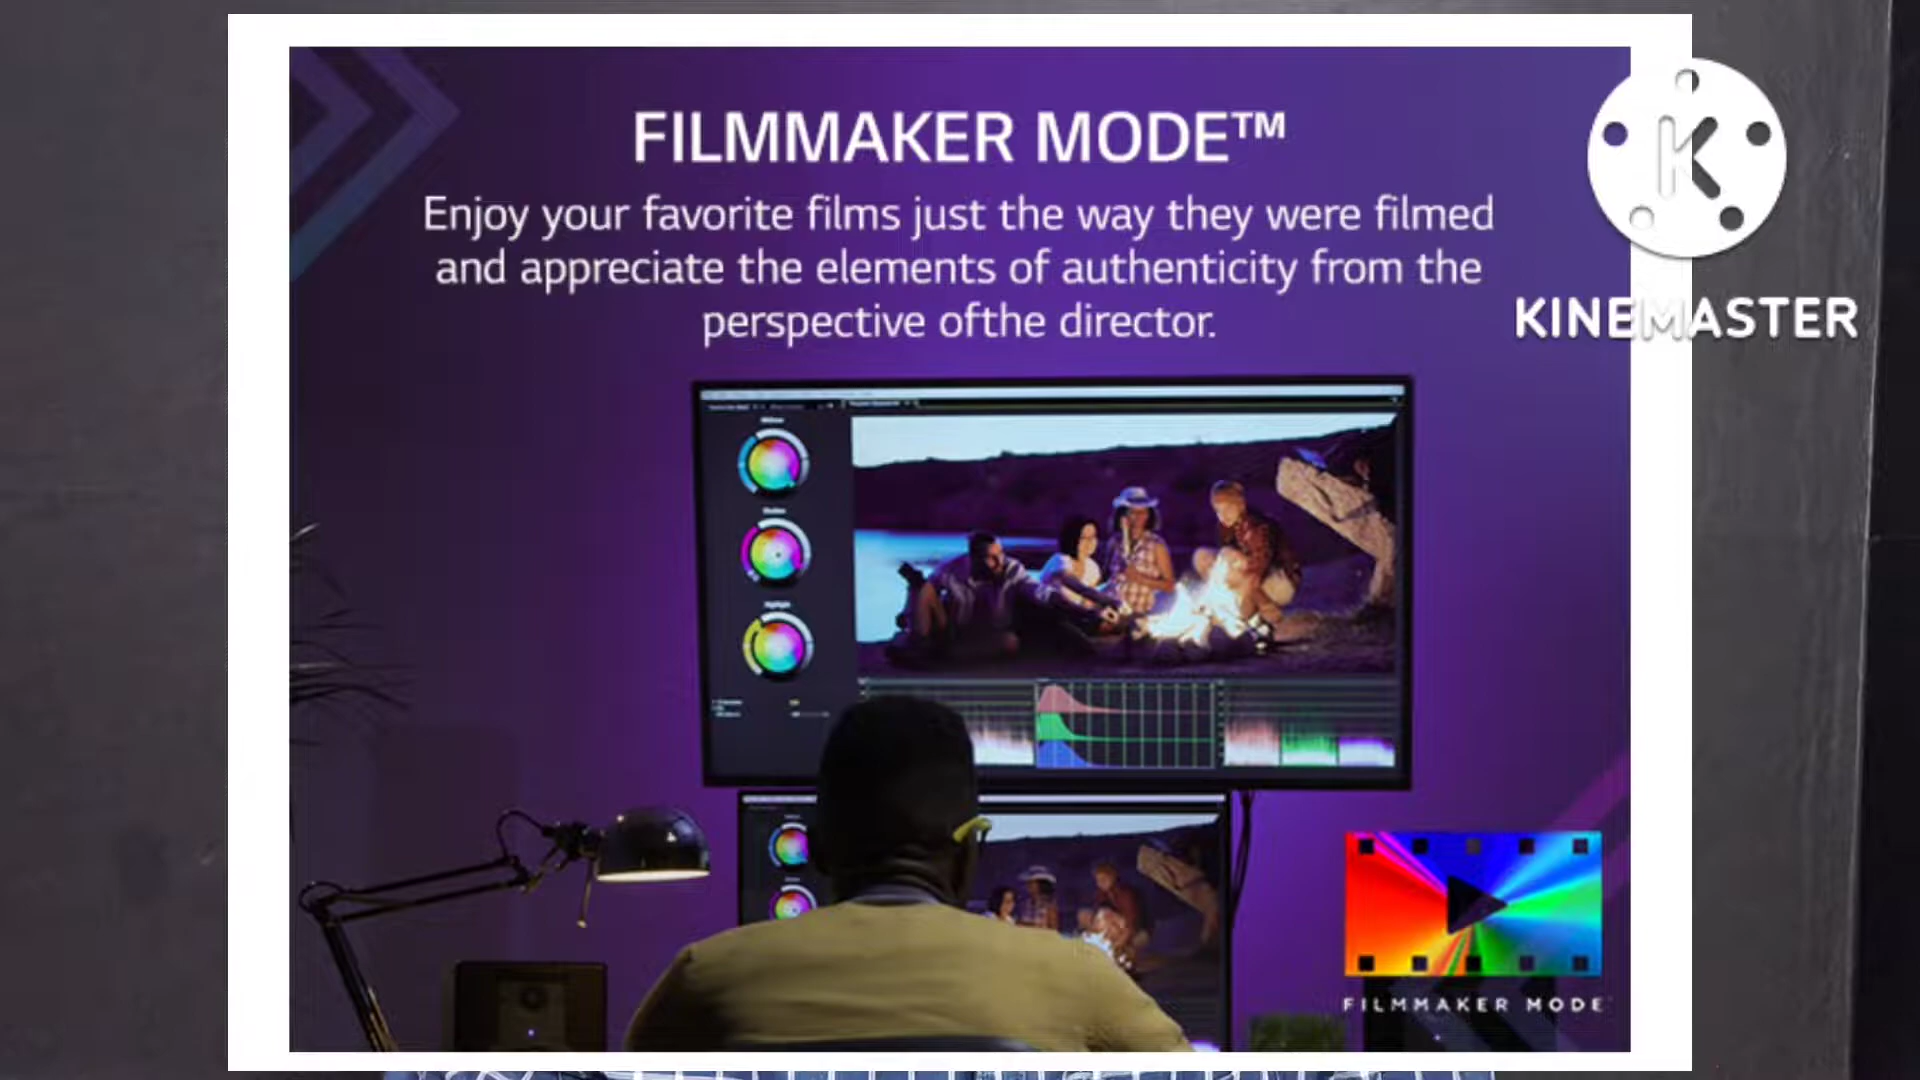 FILMMAKER MODE™
Enjoy your favorite films just the way they were filmed
and appreciate the elements of authenticity from the
perspective ofthe director.
K
KINEMASTER
FILMMAKER MODE